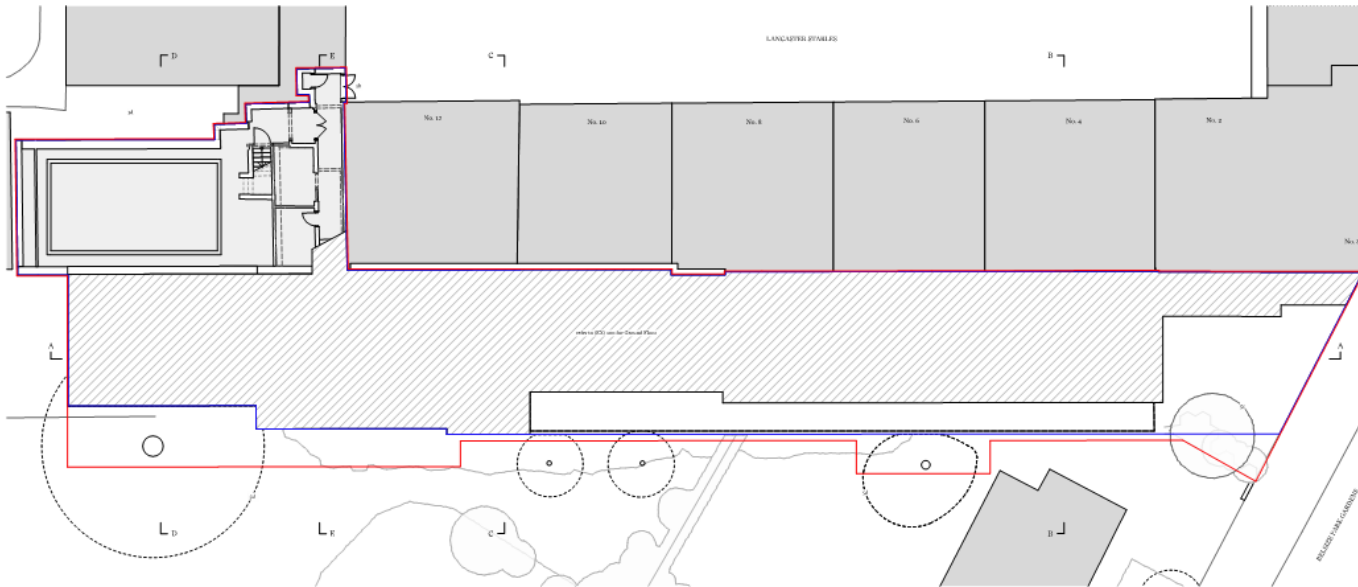 LANCASTER STABLES
D
E
C
B
No. 12
No. 10
No. 8
No. 6
No. 4
No. 2
A
A
D
E
C
B
BELSIZE PARK GARDENS